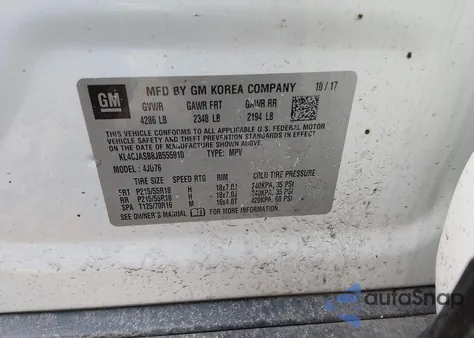 GM
MFD BY GM KOREA COMPANY 10/17
GVWR GAWR FRT GAWR RR
4286 LB 2348 LB 2194 LB
THIS VEHICLE CONFORMS TO ALL APPLICABLE U.S. FEDERAL MOTOR
VEHICLE SAFETY, BUMPER, AND THEFT
PREVENTION STANDARDS IN EFFECT ON THE DATE OF
MANUFACTURE SHOWN ABOVE.
KL4CJASB8JB555910 TYPE: MPV
MODEL: 4JU76
TIRE SIZE SPEED RTG RIM COLD TIRE PRESSURE
FRT P215/55R18 H 18x7.0J 240KPA, 35 PSI
RR P215/55R18 H 18x7.0J 240KPA, 35 PSI
SPA T125/70R16 M 16x4.0T 420KPA, 60 PSI
SEE OWNER'S MANUAL FOR ADDITIONAL INFORMATION.
autoSnap